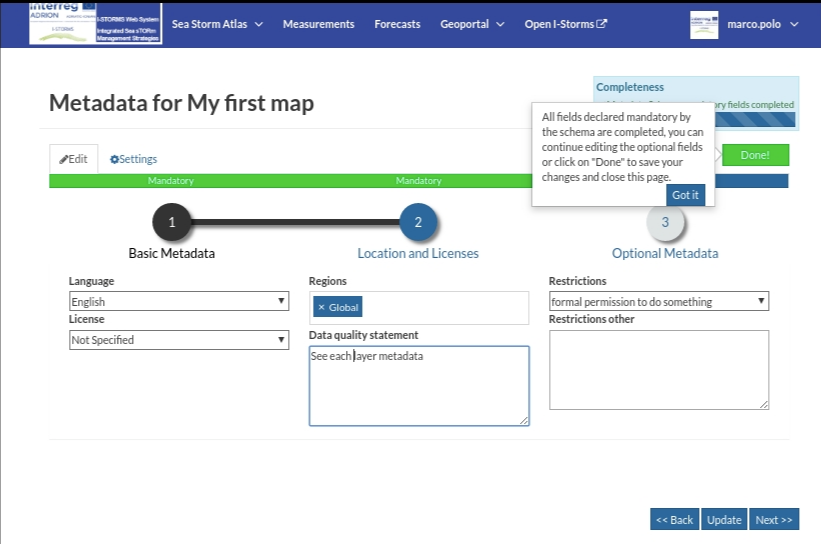 Interreg
ADRION
I-STORMS
I-STORMS Web System
Integrated Sea sTORm
Management Strategies
Sea Storm Atlas
Measurements
Forecasts
Geoportal
Open I-Storms
marco.polo
Metadata for My first map
Completeness
ry fields completed
All fields declared mandatory by
the schema are completed, you can
continue editing the optional fields
or click on "Done" to save your
changes and close this page.
Got it
Done!
Edit
Settings
Mandatory
Mandatory
1
2
3
Basic Metadata
Location and Licenses
Optional Metadata
Language
English
License
Not Specified
Regions
× Global
Data quality statement
See each layer metadata
Restrictions
formal permission to do something
Restrictions other
<< Back
Update
Next >>